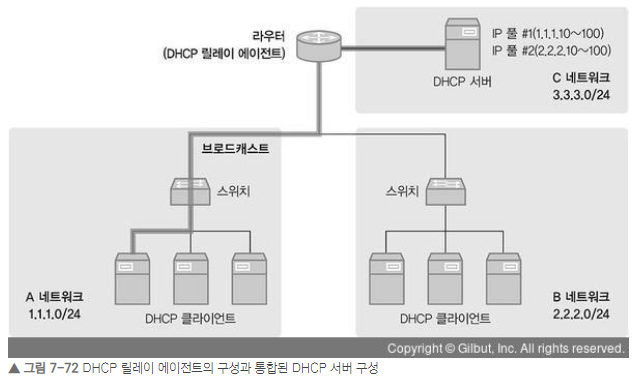 라우터
(DHCP 릴레이 에이전트)
IP 풀 #1(1.1.1.10~100)
IP 풀 #2(2.2.2.10~100)
DHCP 서버
C 네트워크
3.3.3.0/24
브로드캐스트
스위치
스위치
A 네트워크
1.1.1.0/24
DHCP 클라이언트
DHCP 클라이언트
B 네트워크
2.2.2.0/24
Copyright © Gilbut, Inc. All rights reserved.
▲ 그림 7-72 DHCP 릴레이 에이전트의 구성과 통합된 DHCP 서버 구성